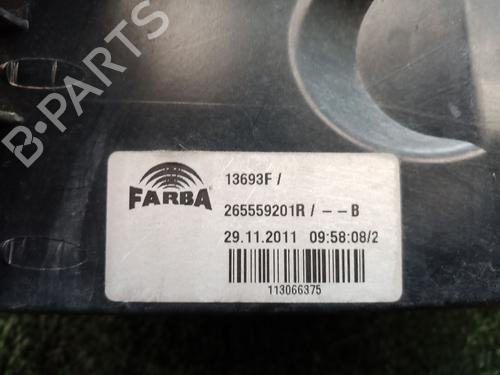 B-PARTS
FARBA
13693F /
265559201R / - - B
29.11.2011 09:58:08/2
113066375